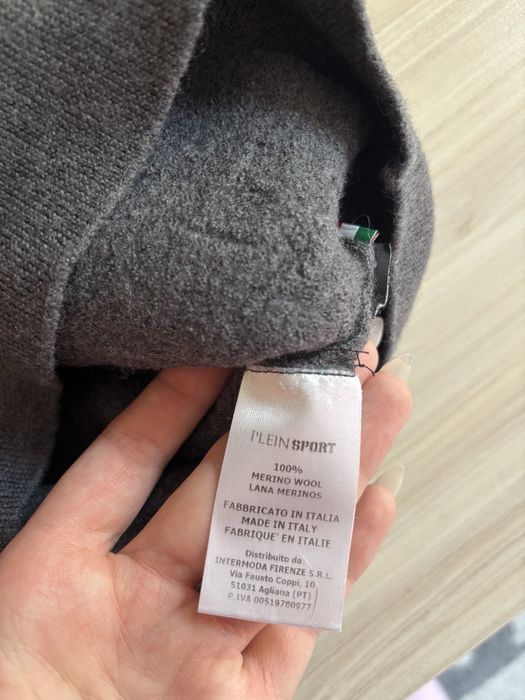 PLEIN SPORT
100%
MERINO WOOL
LANA MERINOS
FABBRICATO IN ITALIA
MADE IN ITALY
FABRIQUE' EN ITALIE
Distribuito da:
INTERMODA FIRENZE S.R.L.
Via Fausto Coppi, 10
51031 Agliana (PT)
P.IVA 00519780977